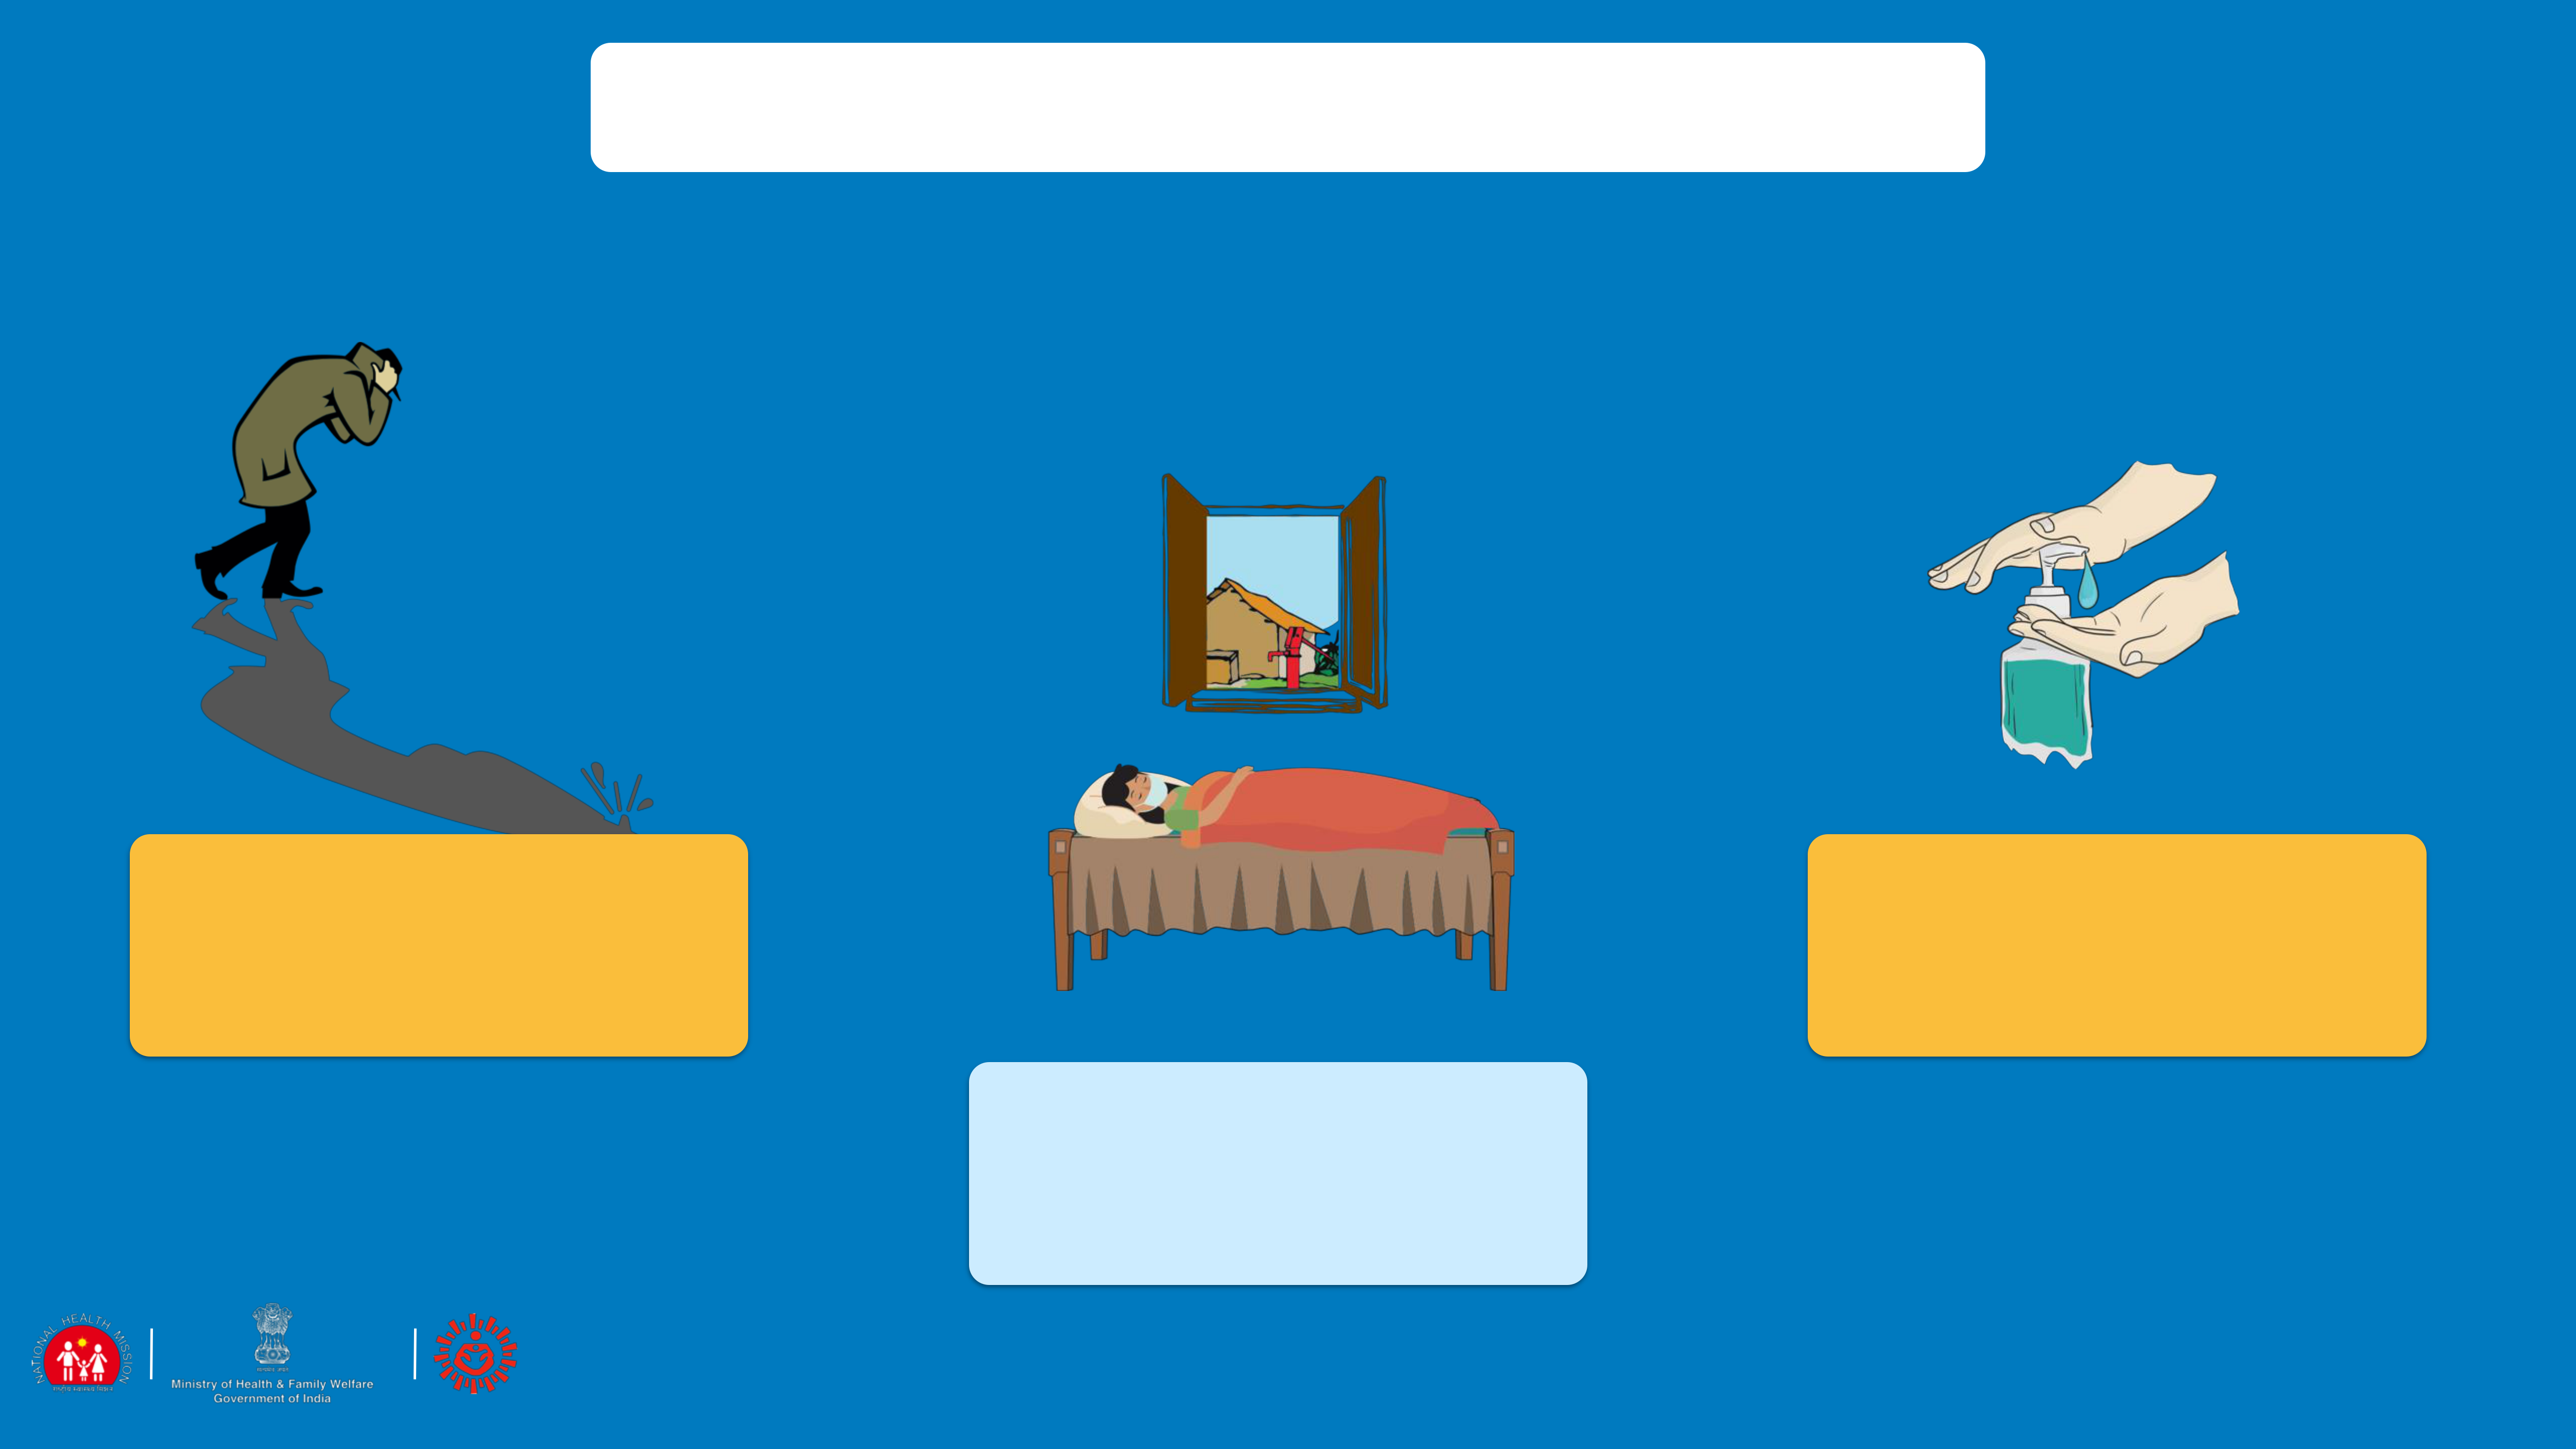 NATIONAL HEALTH MISSION
Ministry of Health & Family Welfare
Government of India